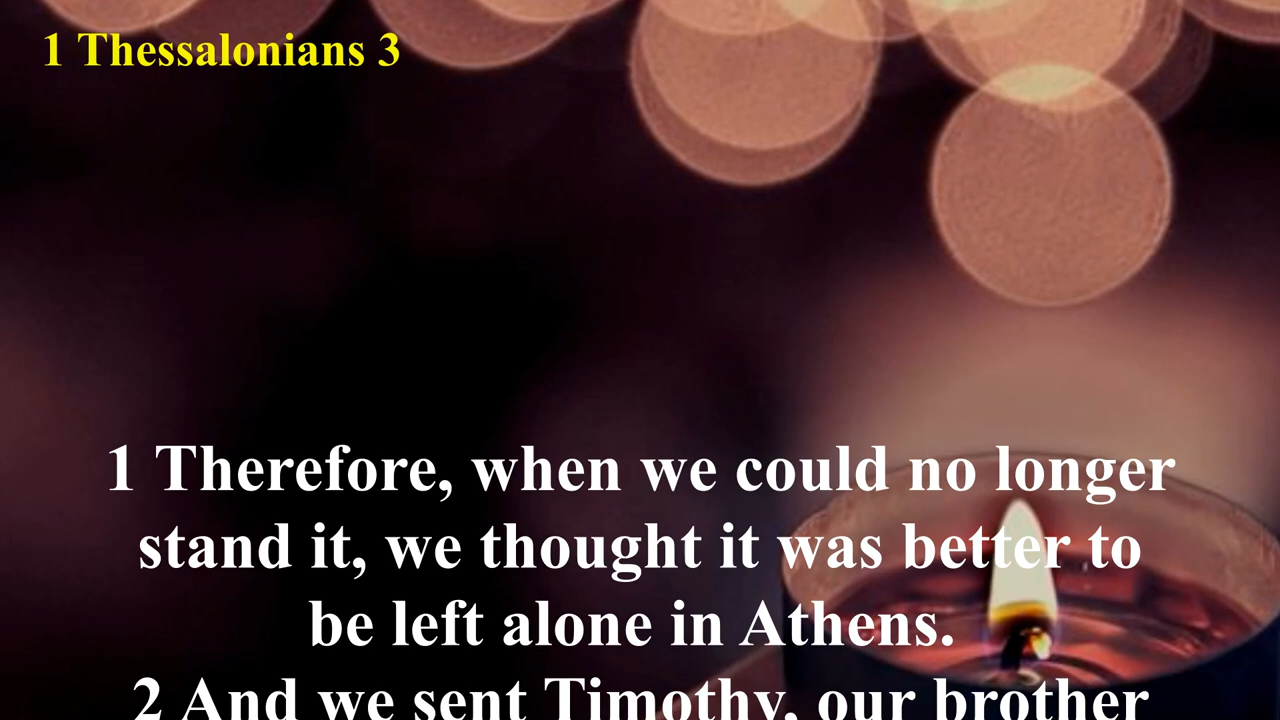 1 Thessalonians 3
1 Therefore, when we could no longer
stand it, we thought it was better to
be left alone in Athens.
2 And we sent Timothy, our brother